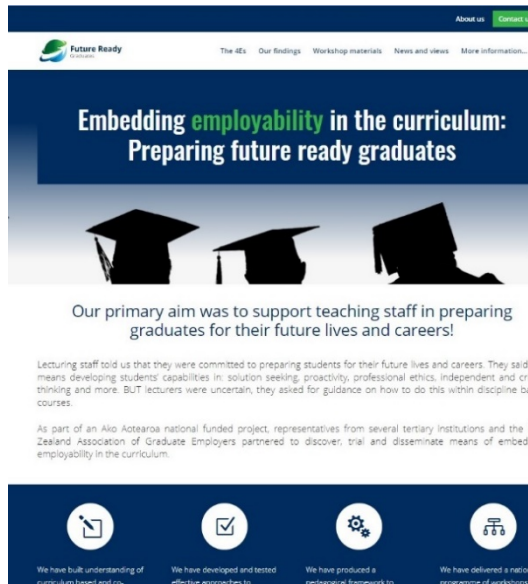 About us Contact u
Future Ready
Graduates
The 4Es Our findings Workshop materials News and views More information...
Embedding employability in the curriculum:
Preparing future ready graduates
Our primary aim was to support teaching staff in preparing
graduates for their future lives and careers!
Lecturing staff told us that they were committed to preparing students for their future lives and careers. They said
means developing students' capabilities in: solution seeking, proactivity, professional ethics, independent and cr
thinking and more. BUT lecturers were uncertain, they asked for guidance on how to do this within discipline ba
courses.
As part of an Ako Aotearoa national funded project, representatives from several tertiary institutions and the
Zealand Association of Graduate Employers partnered to discover, trial and disseminate means of embed
employability in the curriculum.
We have built understanding of
curriculum based and co-
We have developed and tested
effective approaches to
We have produced a
pedagogical framework to
We have delivered a natio
programme of workshops